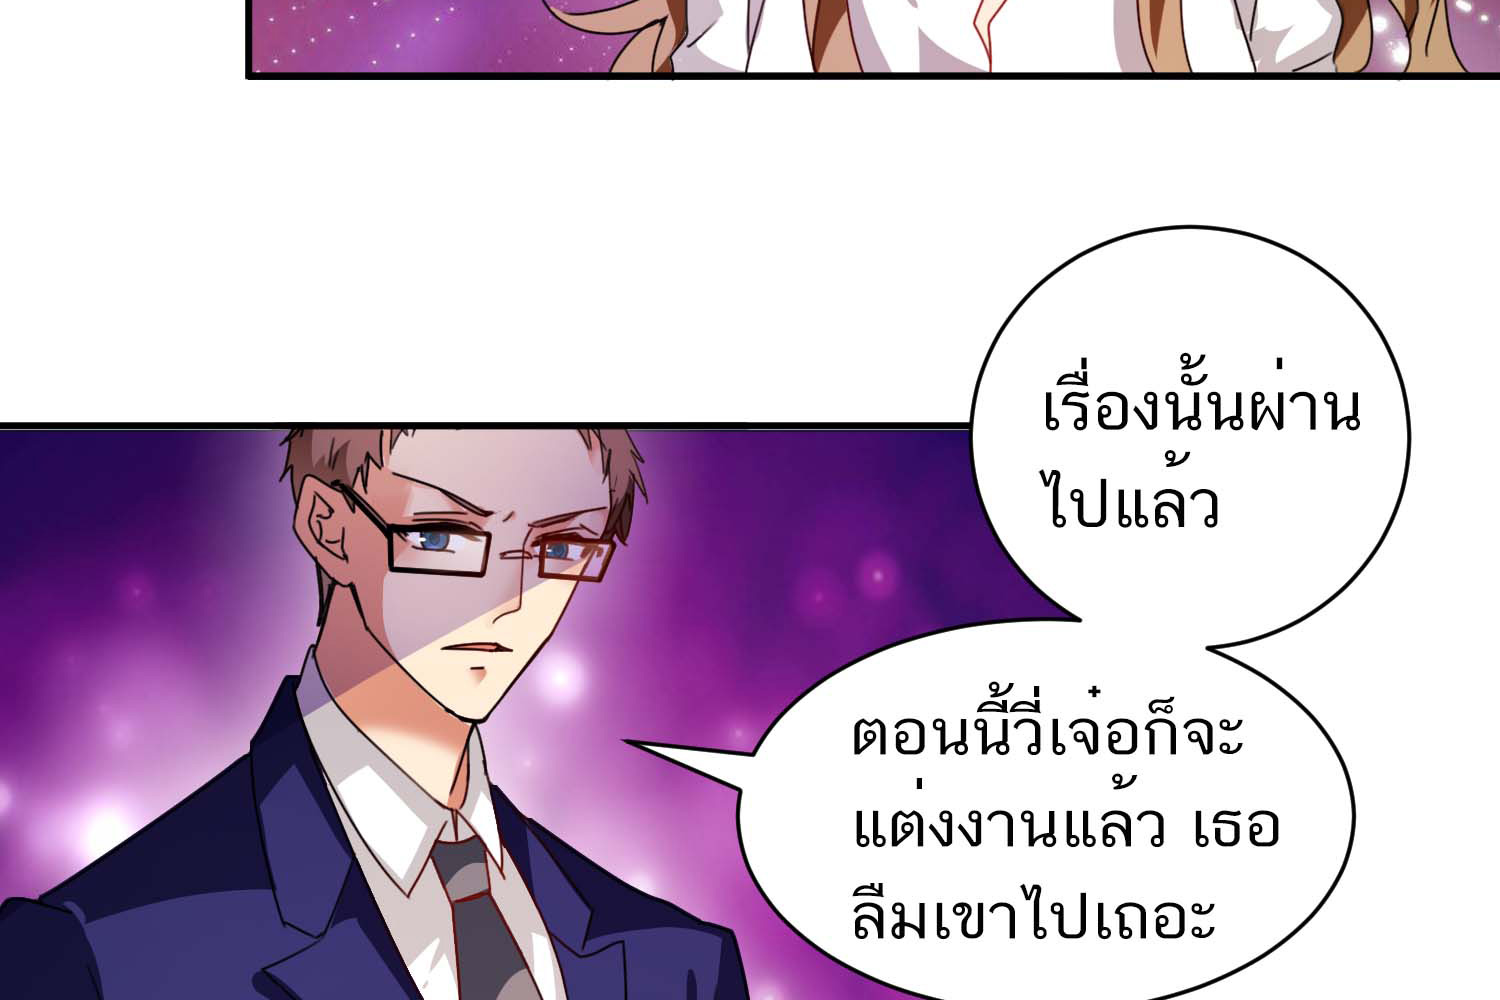 เรื่องนั้นผ่าน
ไปแล้ว
ตอนนี้วี่เจ๋อก็จะ
แต่งงานแล้ว เธอ
ลืมเขาไปเถอะ